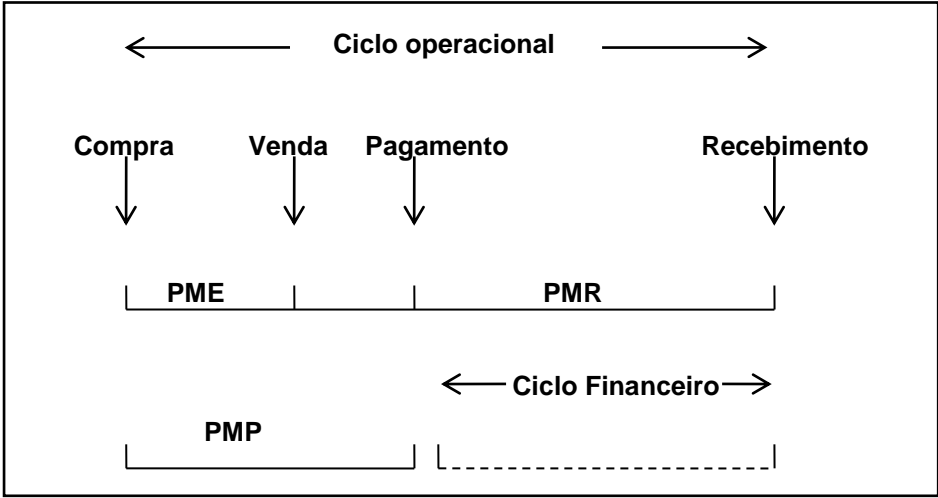 Ciclo operacional
Compra Venda Pagamento Recebimento
PME PMR
Ciclo Financeiro
PMP